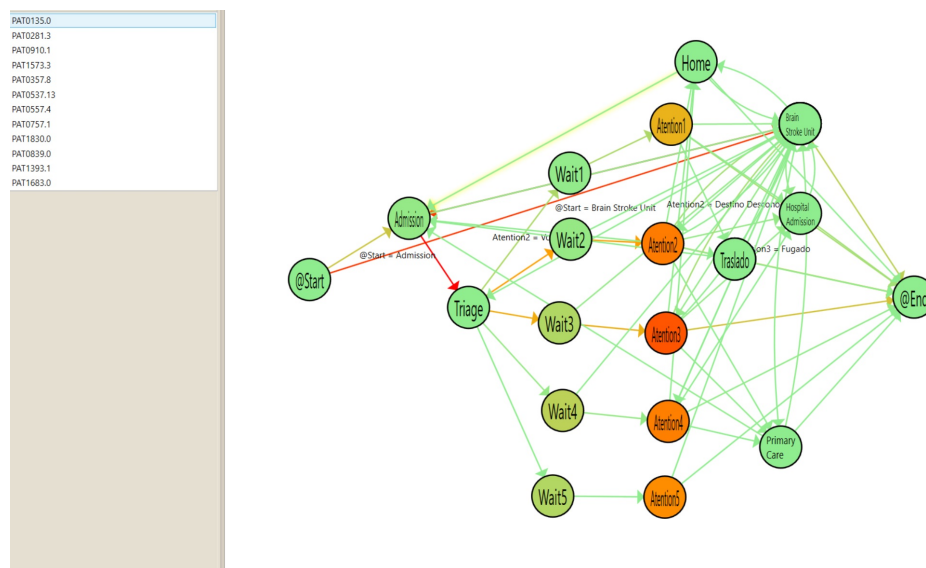 PAT0135.0
PAT0281.3
PAT0910.1
PAT1573.3
PAT0357.8
PAT0537.13
PAT0557.4
PAT0757.1
PAT1830.0
PAT0839.0
PAT1393.1
PAT1683.0
Home
Atention1
Brain
Stroke Unit
Wait1
@Start = Brain Stroke Unit
Atention2 = Destino Descono
Hospital
Admission
Admission
Atention2 =
Wait2
Atention2
on3 = Fugado
@Start = Admission
Traslado
@Start
Triage
@End
Wait3
Atention3
Wait4
Atention4
Primary
Care
Wait5
Atention5